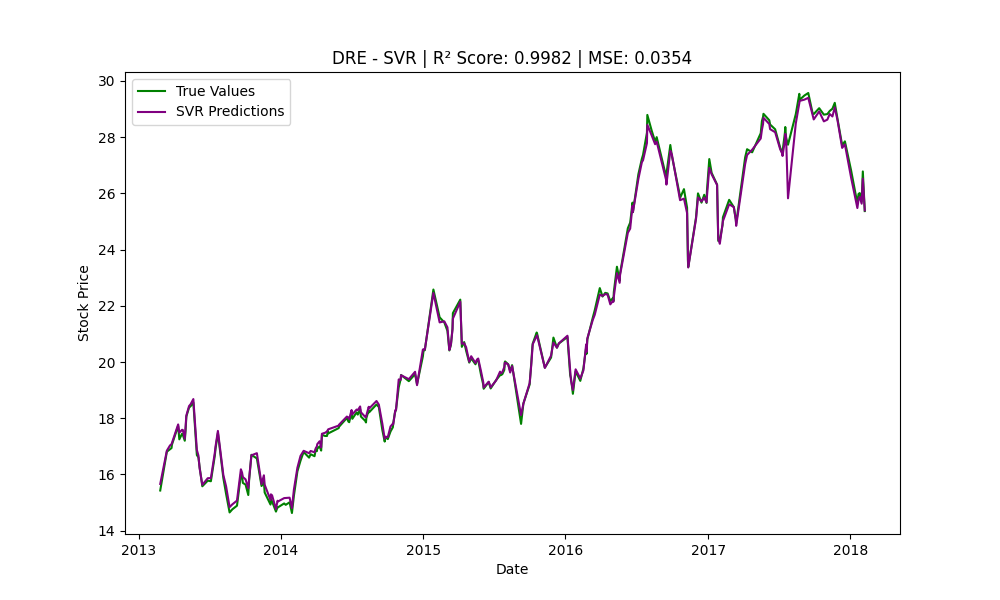 DRE - SVR | R² Score: 0.9982 | MSE: 0.0354
True Values
SVR Predictions
30
28
26
24
22
20
18
16
14
Stock Price
2013 2014 2015 2016 2017 2018
Date